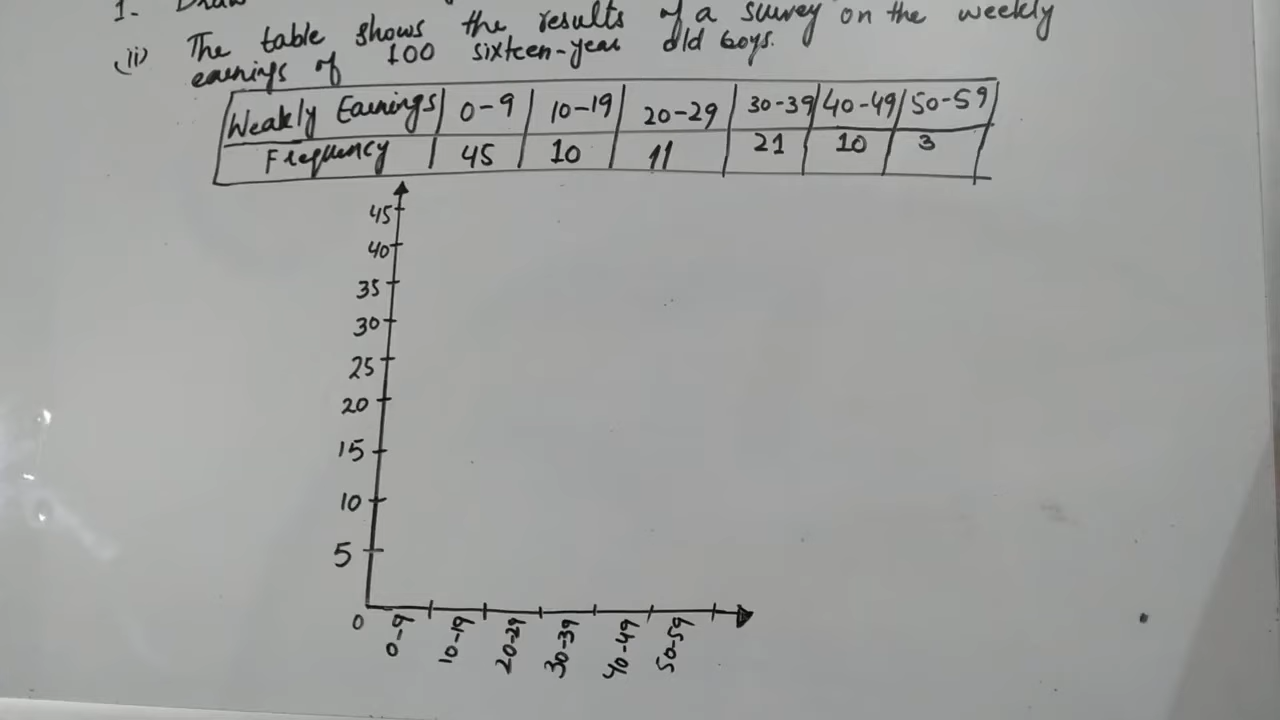 1. Draw
(ii) The table shows the results of a survey on the weekly
earnings of 100 sixteen-year old boys.
Weakly Earnings 0-9 10-19 20-29 30-39 40-49 50-59
Frequency 45 10 11 21 10 3
45
40
35
30
25
20
15
10
5
0
0-9 10-19 20-29 30-39 40-49 50-59